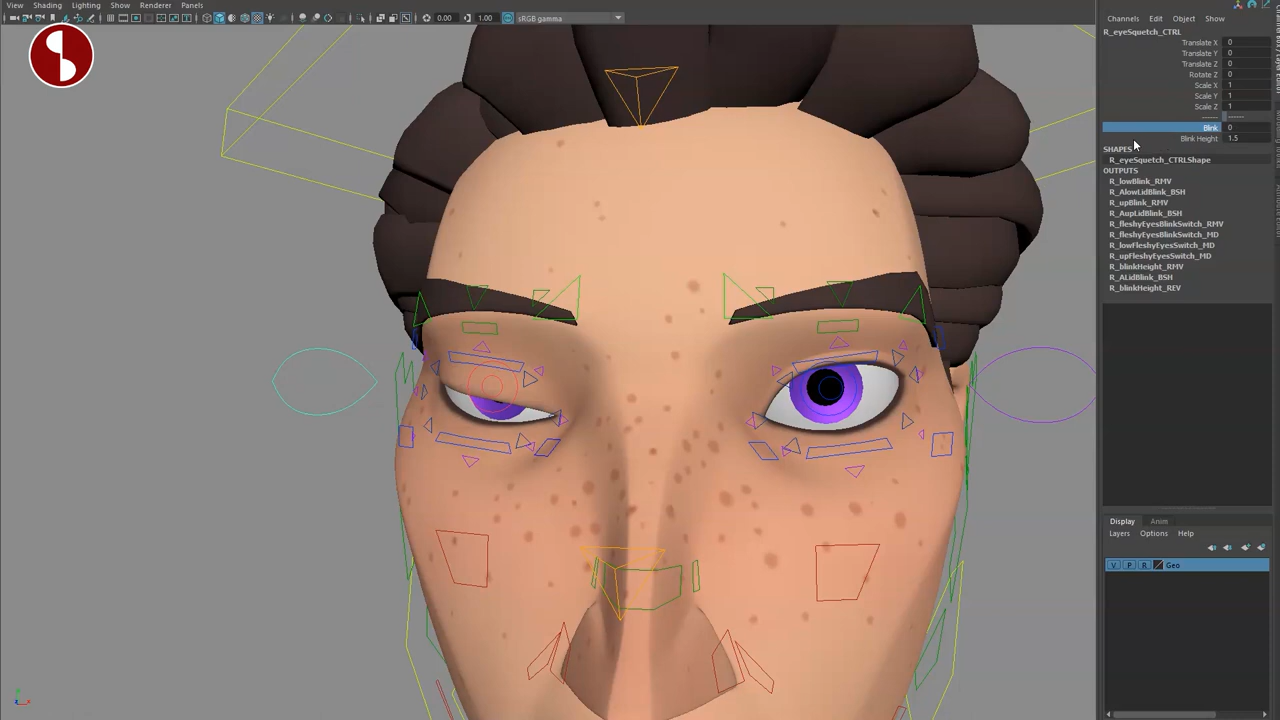 View Shading Lighting Show Renderer Panels
0.00 1.00 sRGB gamma
Channels Edit Object Show
R_eyeSquetch_CTRL
Translate X 0
Translate Y 0
Translate Z 0
Rotate Z 0
Scale X 1
Scale Y 1
Scale Z 1
------ ------
Blink 0
Blink Height 1.5
SHAPES
R_eyeSquetch_CTRLShape
OUTPUTS
R_lowBlink_RMV
R_AlowLidBlink_BSH
R_upBlink_RMV
R_AupLidBlink_BSH
R_fleshyEyesBlinkSwitch_RMV
R_fleshyEyesBlinkSwitch_MD
R_lowFleshyEyesSwitch_MD
R_upFleshyEyesSwitch_MD
R_blinkHeight_RMV
R_ALidBlink_BSH
R_blinkHeight_REV
Display Anim
Layers Options Help
V P R Geo